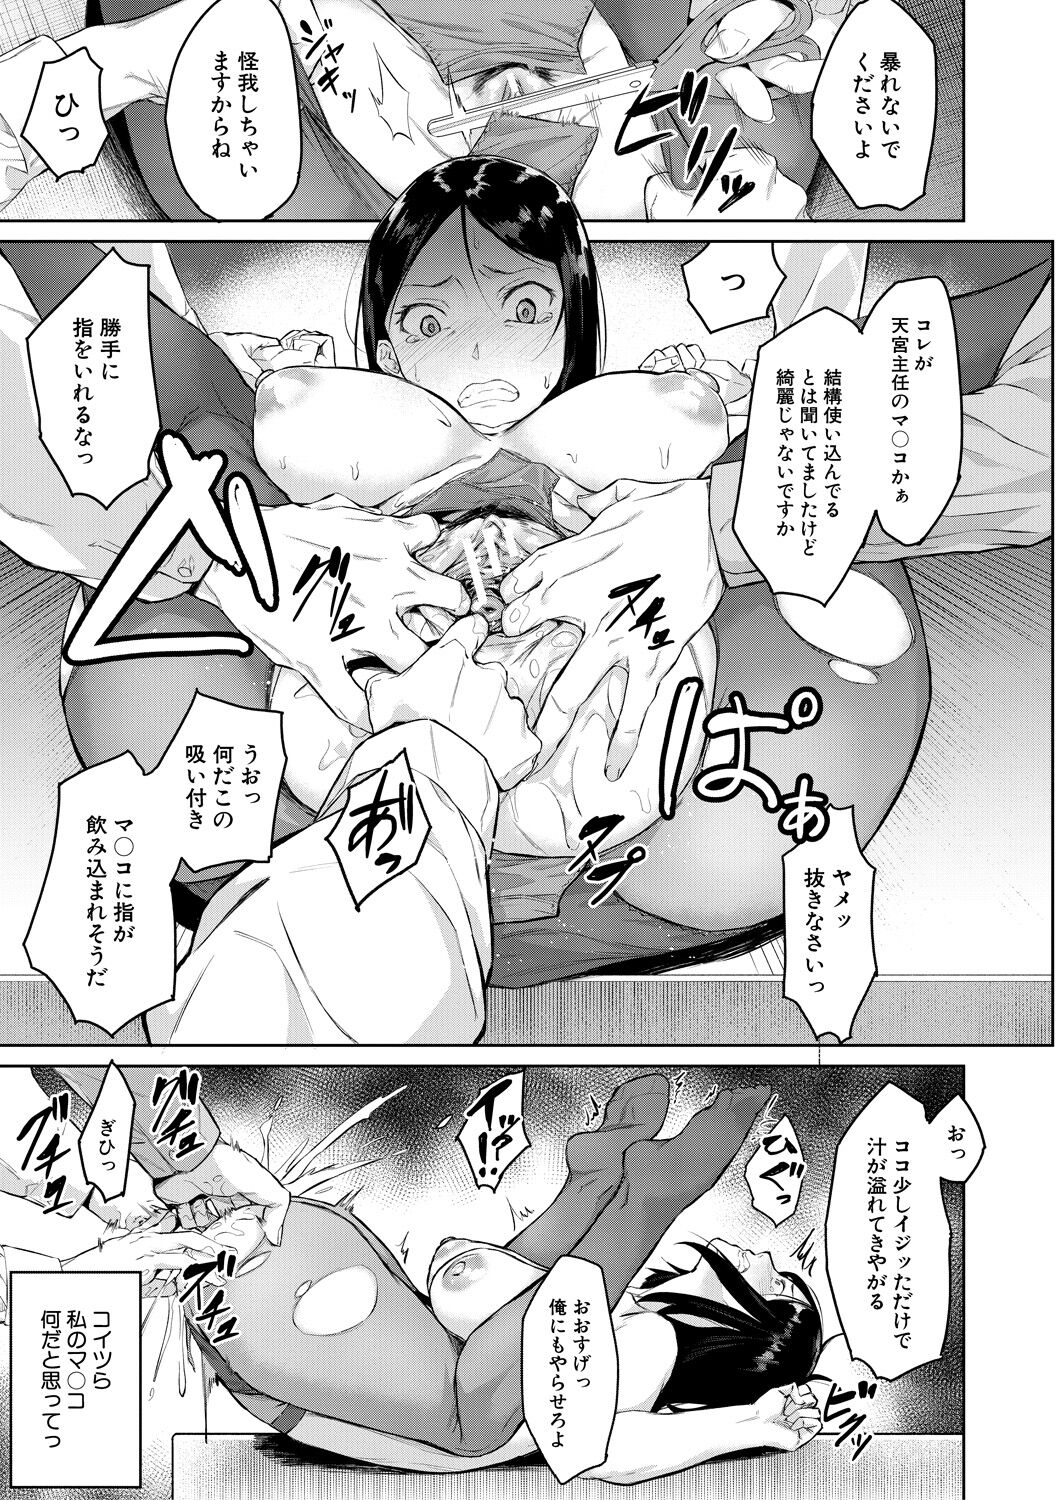 暴れないで
くださいよ
ジャキッ
怪我しちゃい
ますからね
ひっ
コレが
天宮主任のマ〇コかぁ
結構使い込んでる
とは聞いてましたけど
綺麗じゃないですか
っ
勝手に
指をいれるなっ
ズッ
グチュ
ヌチュ
ぱぁ
ヌプ
ヤメッ
抜きなさいっ
あ゛っ
うおっ
何だこの
吸い付き
マ〇コに指が
飲み込まれそうだ
おっ
ココ少しイジッただけで
汁が溢れてきやがる
ひぐっ
イッ?!!
おおすげっ
俺にもやらせろよ
ビクッ
グチュ
グチュ
グチュ
ぎひっ
コイツら
私のマ〇コ
何だと思ってっ